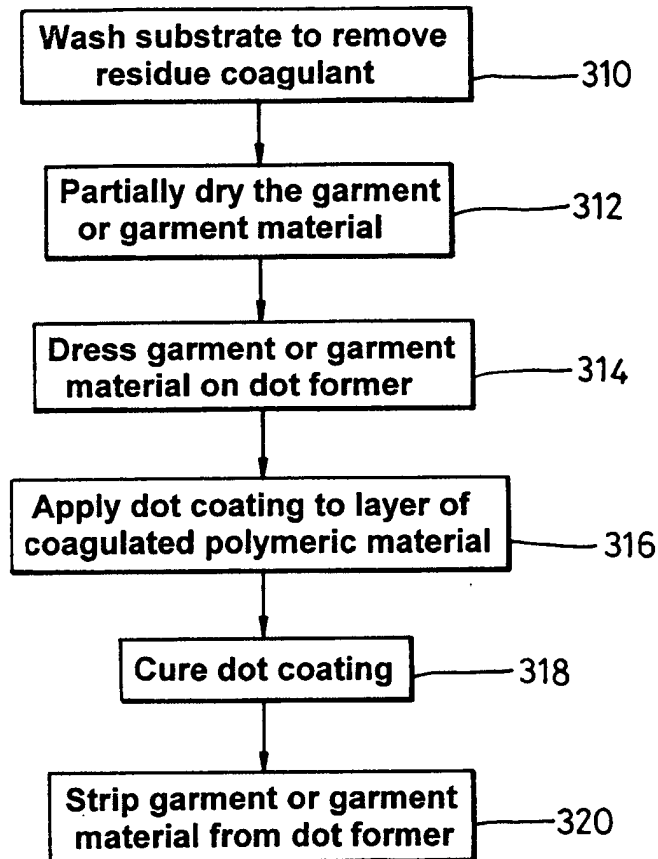 Wash substrate to remove
residue coagulant
310
Partially dry the garment
or garment material
312
Dress garment or garment
material on dot former
314
Apply dot coating to layer of
coagulated polymeric material
316
Cure dot coating
318
Strip garment or garment
material from dot former
320